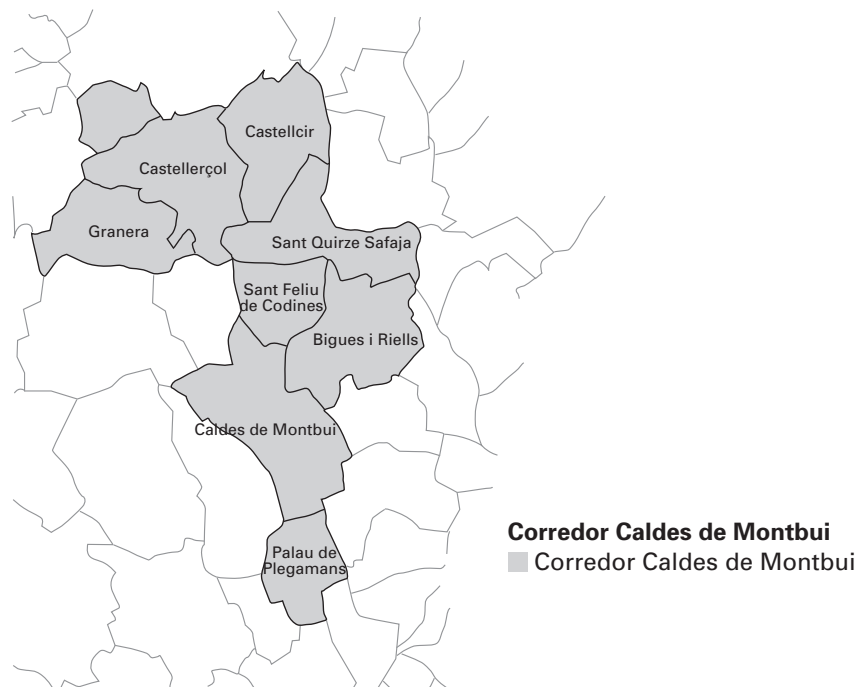 Castellcir
Castellerçol
Granera
Sant Quirze Safaja
Sant Feliu
de Codines
Bigues i Riells
Caldes de Montbui
Palau de
Plegamans
Corredor Caldes de Montbui
Corredor Caldes de Montbui